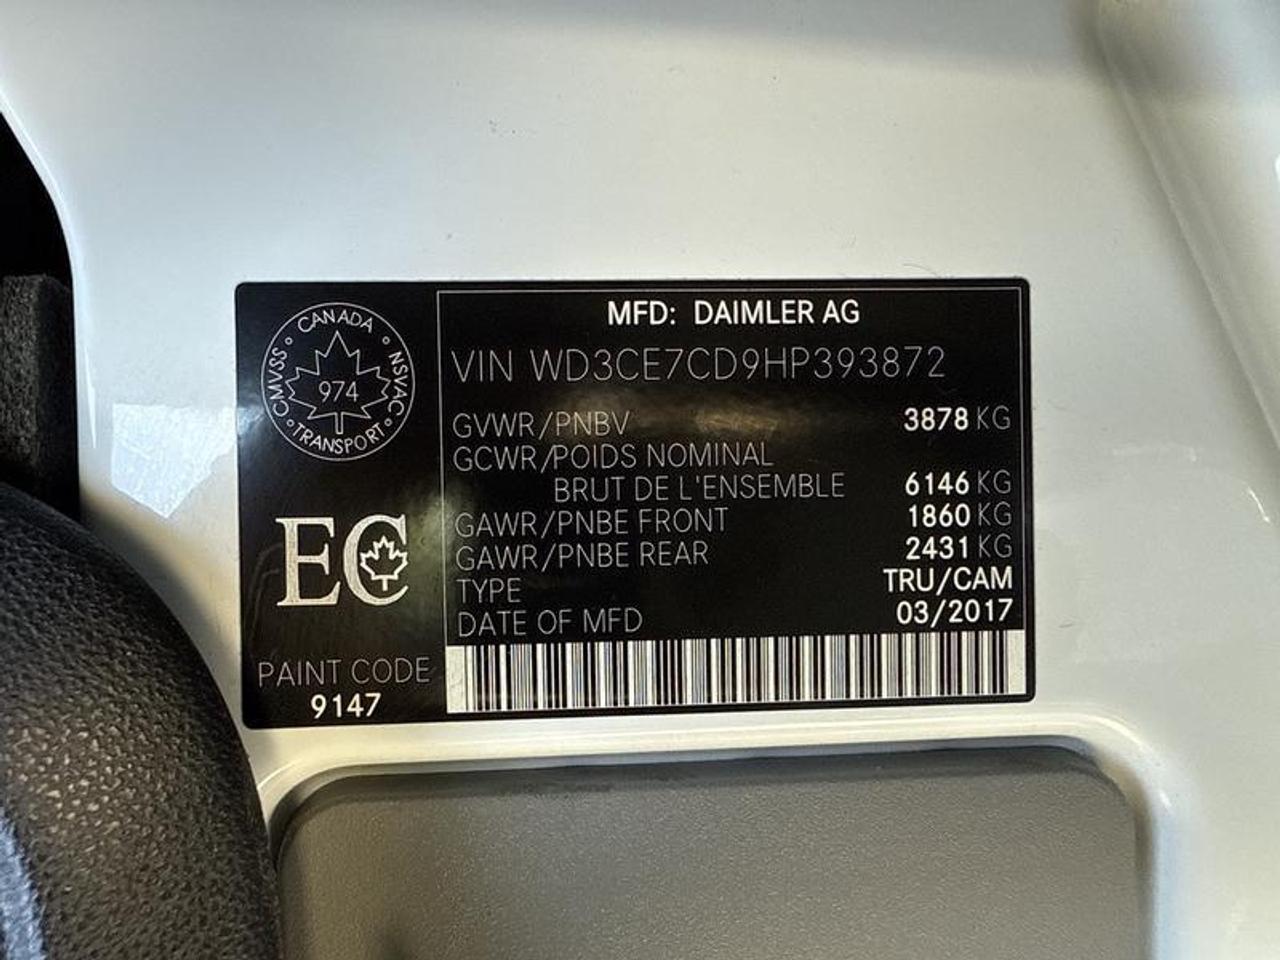 CANADA
CMVSS
974
NSVAC
TRANSPORT
EC
PAINT CODE
9147
MFD: DAIMLER AG
VIN WD3CE7CD9HP393872
GVWR/PNBV 3878 KG
GCWR/POIDS NOMINAL
BRUT DE L'ENSEMBLE 6146 KG
GAWR/PNBE FRONT 1860 KG
GAWR/PNBE REAR 2431 KG
TYPE TRU/CAM
DATE OF MFD 03/2017